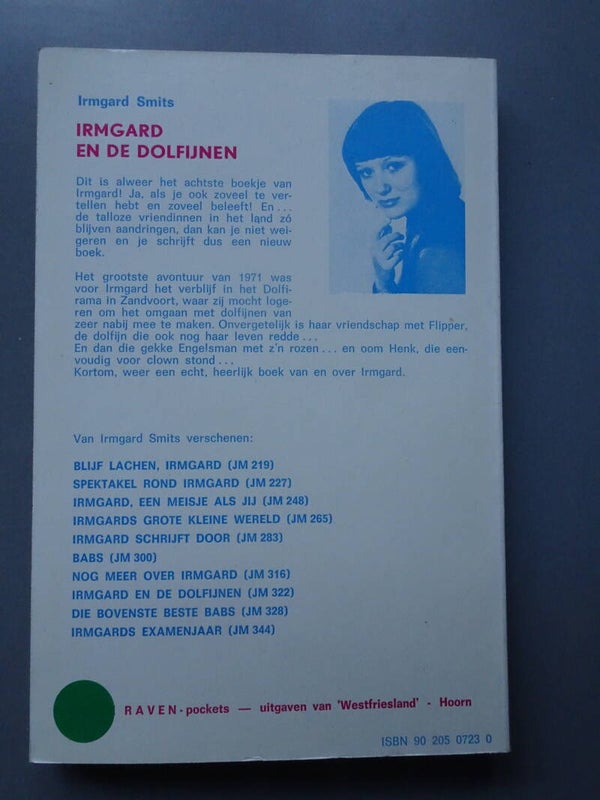 Irmgard Smits
IRMGARD
EN DE DOLFIJNEN
Dit is alweer het achtste boekje van
Irmgard! Ja, als je ook zoveel te ver-
tellen hebt en zoveel beleeft! En...
de talloze vriendinnen in het land zó
blijven aandringen, dan kan je niet wei-
geren en je schrijft dus een nieuw
boek.
Het grootste avontuur van 1971 was
voor Irmgard het verblijf in het Dolfi-
rama in Zandvoort, waar zij mocht loge-
ren om het omgaan met dolfijnen van
zeer nabij mee te maken. Onvergetelijk is haar vriendschap met Flipper,
de dolfijn die ook nog haar leven redde...
En dan die gekke Engelsman met z'n rozen... en oom Henk, die een-
voudig voor clown stond...
Kortom, weer een echt, heerlijk boek van en over Irmgard.
Van Irmgard Smits verschenen:
BLIJF LACHEN, IRMGARD (JM 219)
SPEKTAKEL ROND IRMGARD (JM 227)
IRMGARD, EEN MEISJE ALS JIJ (JM 248)
IRMGARDS GROTE KLEINE WERELD (JM 265)
IRMGARD SCHRIJFT DOOR (JM 283)
BABS (JM 300)
NOG MEER OVER IRMGARD (JM 316)
IRMGARD EN DE DOLFIJNEN (JM 322)
DIE BOVENSTE BESTE BABS (JM 328)
IRMGARDS EXAMENJAAR (JM 344)
RAVEN-pockets — uitgaven van 'Westfriesland' - Hoorn
ISBN 90 205 0723 0